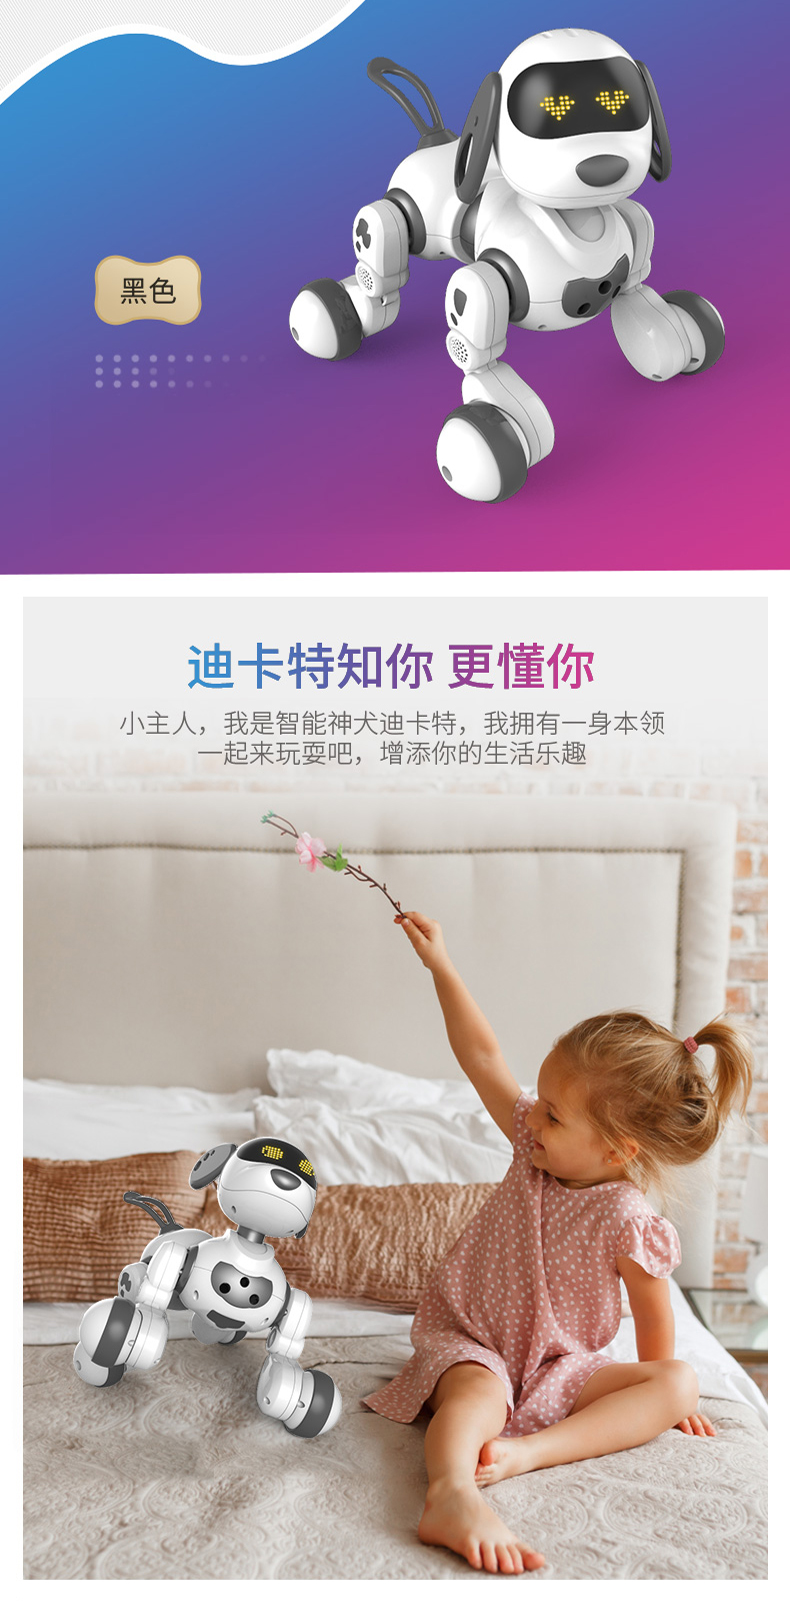 黑色
迪卡特知你 更懂你
小主人，我是智能神犬迪卡特，我拥有一身本领
一起来玩耍吧，增添你的生活乐趣